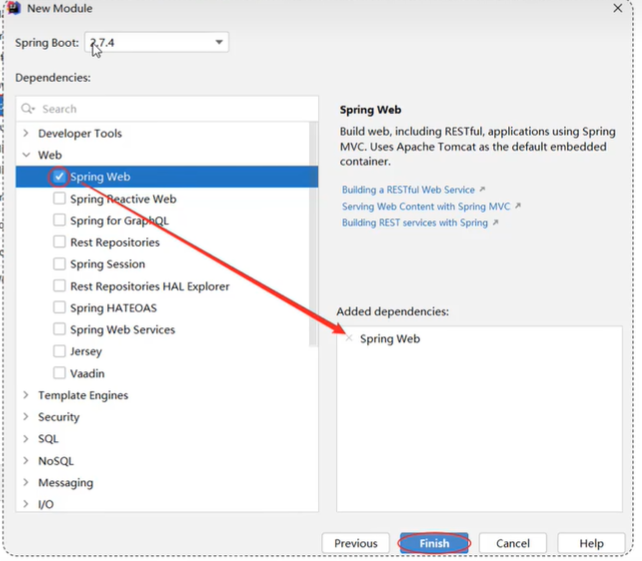 New Module
Spring Boot: 2.7.4
Dependencies:
Search
Developer Tools
Web
Spring Web
Spring Reactive Web
Spring for GraphQL
Rest Repositories
Spring Session
Rest Repositories HAL Explorer
Spring HATEOAS
Spring Web Services
Jersey
Vaadin
Template Engines
Security
SQL
NoSQL
Messaging
I/O
Spring Web
Build web, including RESTful, applications using Spring
MVC. Uses Apache Tomcat as the default embedded
container.
Building a RESTful Web Service
Serving Web Content with Spring MVC
Building REST services with Spring
Added dependencies:
Spring Web
Previous
Finish
Cancel
Help